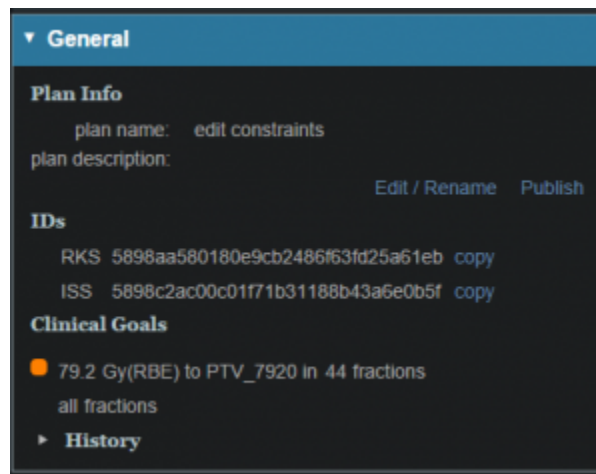 General
Plan Info
plan name: edit constraints
plan description:
Edit / Rename Publish
IDs
RKS 5898aa580180e9cb2486f63fd25a61eb copy
ISS 5898c2ac00c01f71b31188b43a6e0b5f copy
Clinical Goals
79.2 Gy(RBE) to PTV_7920 in 44 fractions
all fractions
History